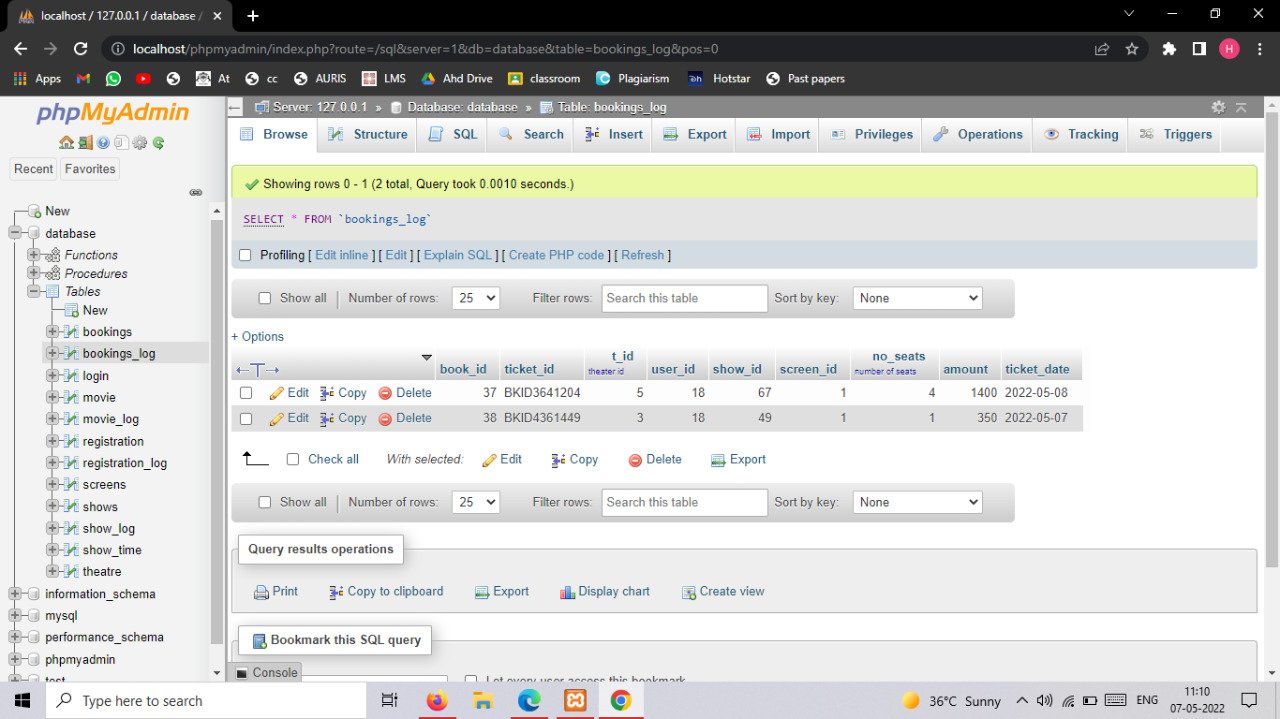 localhost / 127.0.0.1 / database /
localhost/phpmyadmin/index.php?route=/sql&server=1&db=database&table=bookings_log&pos=0
H
Apps At cc AURIS LMS Ahd Drive classroom Plagiarism Hotstar Past papers
phpMyAdmin
Recent Favorites
New
database
Functions
Procedures
Tables
New
bookings
bookings_log
login
movie
movie_log
registration
registration_log
screens
shows
show_log
show_time
theatre
information_schema
mysql
performance_schema
phpmyadmin
test
Server: 127.0.0.1 » Database: database » Table: bookings_log
Browse Structure SQL Search Insert Export Import Privileges Operations Tracking Triggers
Showing rows 0 - 1 (2 total, Query took 0.0010 seconds.)
SELECT * FROM `bookings_log`
Profiling [ Edit inline ] [ Edit ] [ Explain SQL ] [ Create PHP code ] [ Refresh ]
Show all Number of rows: 25 Filter rows: Search this table Sort by key: None
+ Options
←T→ book_id ticket_id t_id theater id user_id show_id screen_id no_seats number of seats amount ticket_date
Edit Copy Delete 37 BKID3641204 5 18 67 1 4 1400 2022-05-08
Edit Copy Delete 38 BKID4361449 3 18 49 1 1 350 2022-05-07
Check all With selected: Edit Copy Delete Export
Show all Number of rows: 25 Filter rows: Search this table Sort by key: None
Query results operations
Print Copy to clipboard Export Display chart Create view
Bookmark this SQL query
Console
Let every user access this bookmark
Type here to search
36°C Sunny
ENG
11:10
07-05-2022